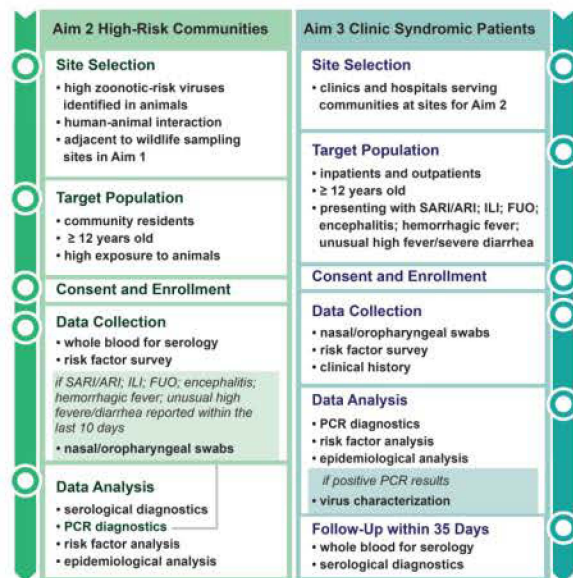 Aim 2 High-Risk Communities
Site Selection
• high zoonotic-risk viruses
identified in animals
• human-animal interaction
• adjacent to wildlife sampling
sites in Aim 1
Target Population
• community residents
• ≥ 12 years old
• high exposure to animals
Consent and Enrollment
Data Collection
• whole blood for serology
• risk factor survey
if SARI/ARI; ILI; FUO; encephalitis;
hemorrhagic fever; unusual high
fevere/diarrhea reported within the
last 10 days
• nasal/oropharyngeal swabs
Data Analysis
• serological diagnostics
• PCR diagnostics
• risk factor analysis
• epidemiological analysis
Aim 3 Clinic Syndromic Patients
Site Selection
• clinics and hospitals serving
communities at sites for Aim 2
Target Population
• inpatients and outpatients
• ≥ 12 years old
• presenting with SARI/ARI; ILI; FUO;
encephalitis; hemorrhagic fever;
unusual high fever/severe diarrhea
Consent and Enrollment
Data Collection
• nasal/oropharyngeal swabs
• risk factor survey
• clinical history
Data Analysis
• PCR diagnostics
• risk factor analysis
• epidemiological analysis
if positive PCR results
• virus characterization
Follow-Up within 35 Days
• whole blood for serology
• serological diagnostics